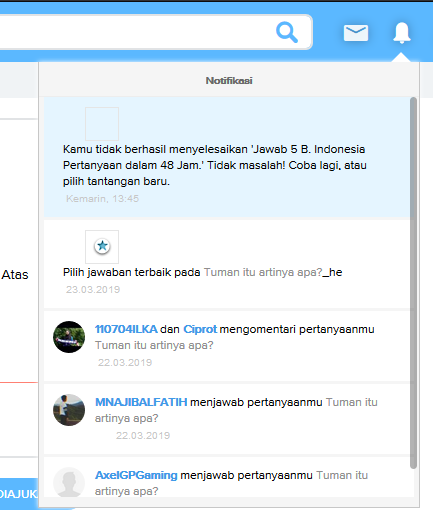 Notifikasi
Kamu tidak berhasil menyelesaikan 'Jawab 5 B. Indonesia
Pertanyaan dalam 48 Jam.' Tidak masalah! Coba lagi, atau
pilih tantangan baru.
Kemarin, 13:45
Atas
Pilih jawaban terbaik pada Tuman itu artinya apa?_he
23.03.2019
110704ILKA dan Ciprot mengomentari pertanyaanmu
Tuman itu artinya apa?
22.03.2019
MNAJIBALFATIH menjawab pertanyaanmu Tuman itu
artinya apa?
22.03.2019
AxelGPGaming menjawab pertanyaanmu Tuman itu
artinya apa?
DIAJUK